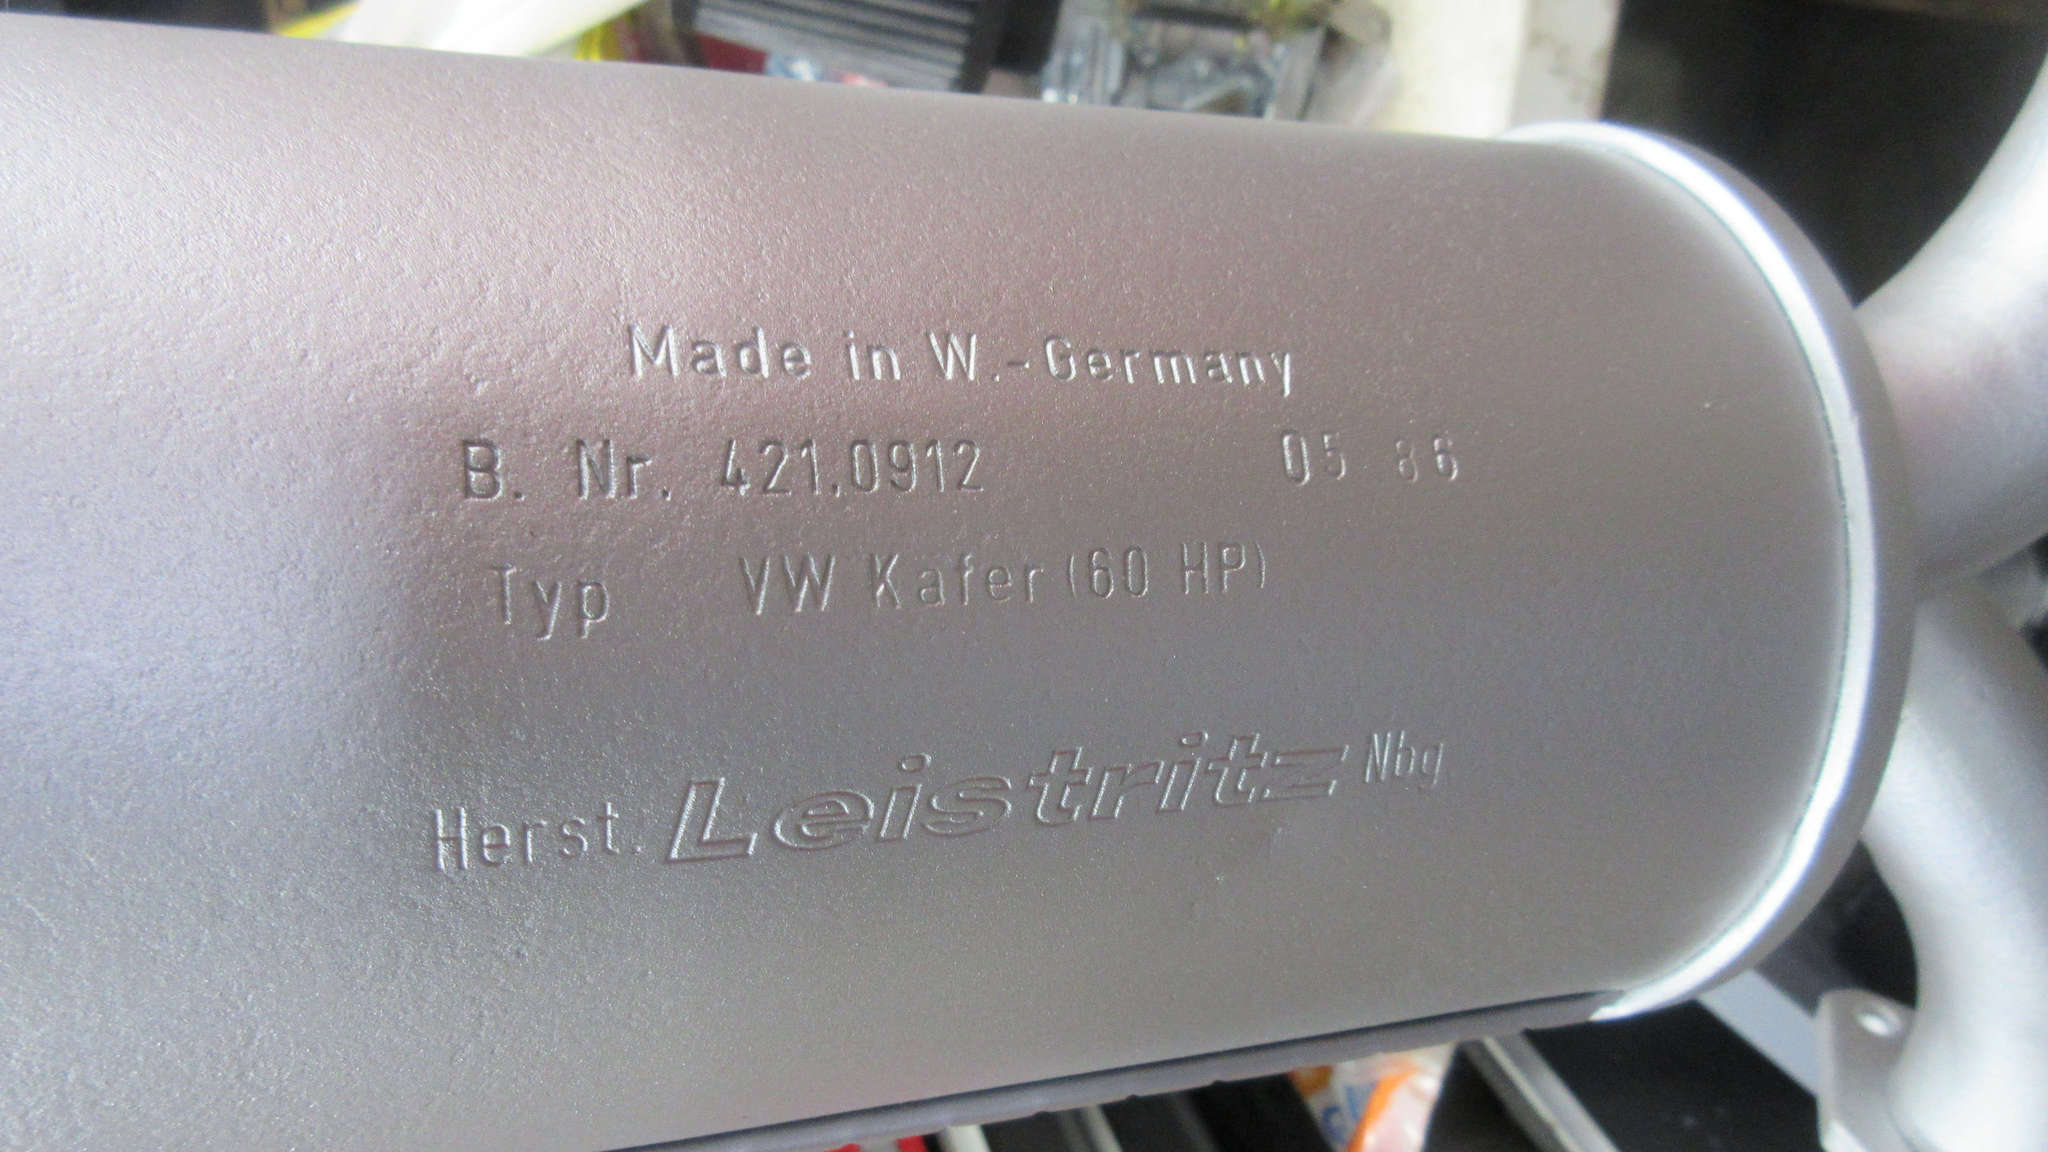 Made in W.-Germany
B. Nr. 421.0912 05 86
Typ VW Kafer (60 HP)
Herst. Leistritz Nbg